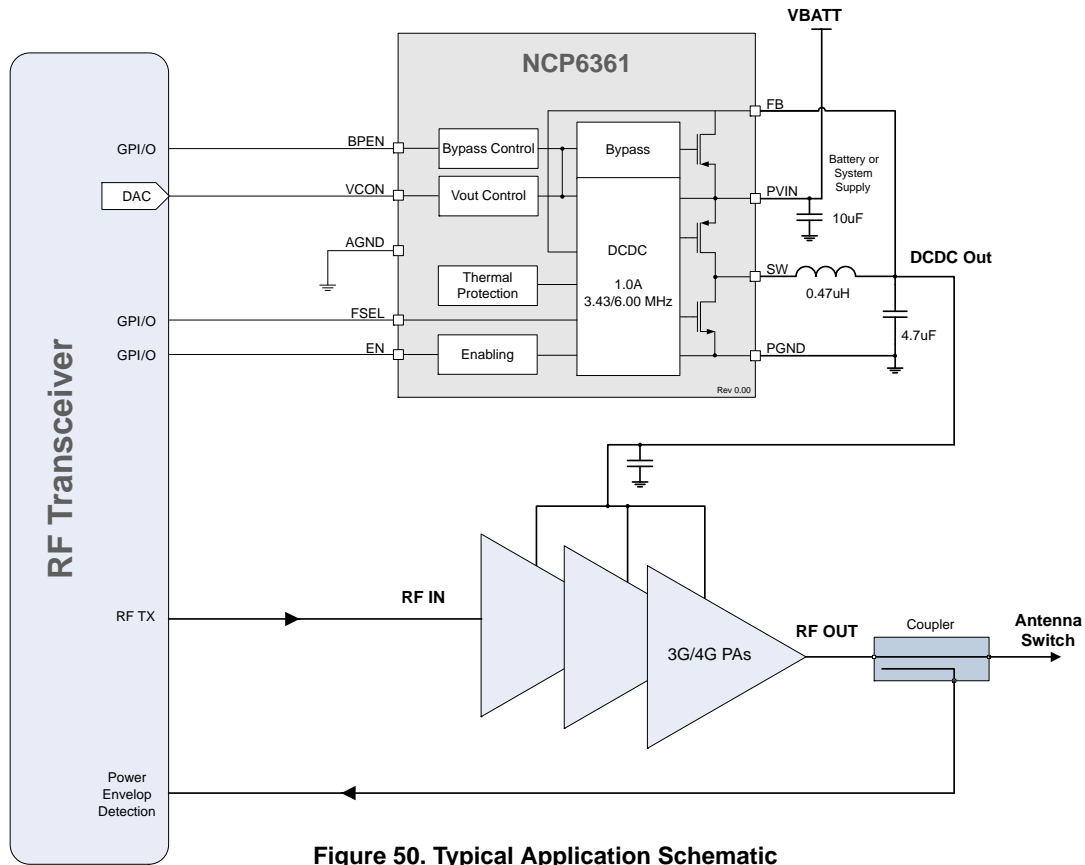 VBATT
NCP6361
FB
GPI/O
BPEN
Bypass Control
Bypass
Battery or
System
Supply
DAC
VCON
Vout Control
PVIN
10uF
AGND
DCDC
1.0A
3.43/6.00 MHz
DCDC Out
SW
0.47uH
Thermal
Protection
GPI/O
FSEL
4.7uF
GPI/O
EN
Enabling
PGND
Rev 0.00
RF Transceiver
RF TX
RF IN
3G/4G PAs
RF OUT
Coupler
Antenna
Switch
Power
Envelop
Detection
Figure 50. Typical Application Schematic